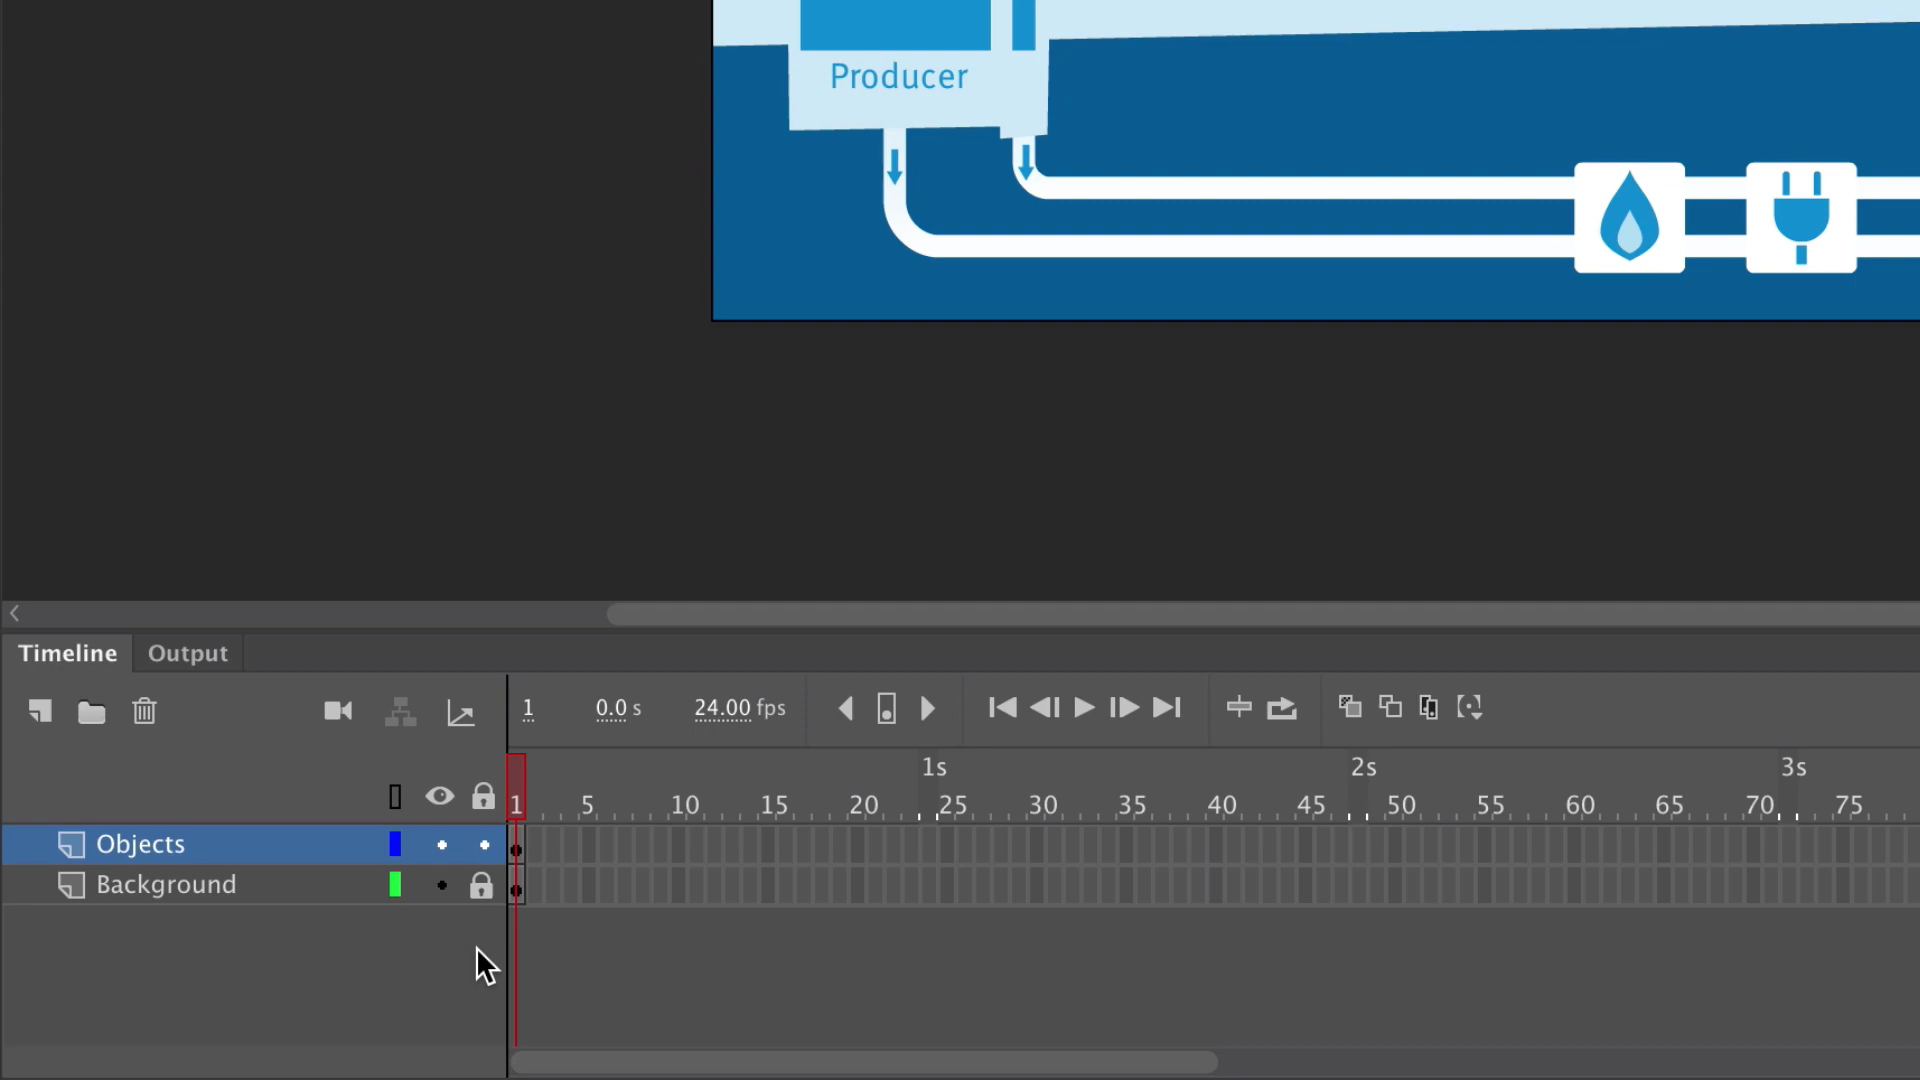 Producer
Timeline Output
1 0.0 s 24.00 fps
1s 2s 3s
1 5 10 15 20 25 30 35 40 45 50 55 60 65 70 75
Objects
Background